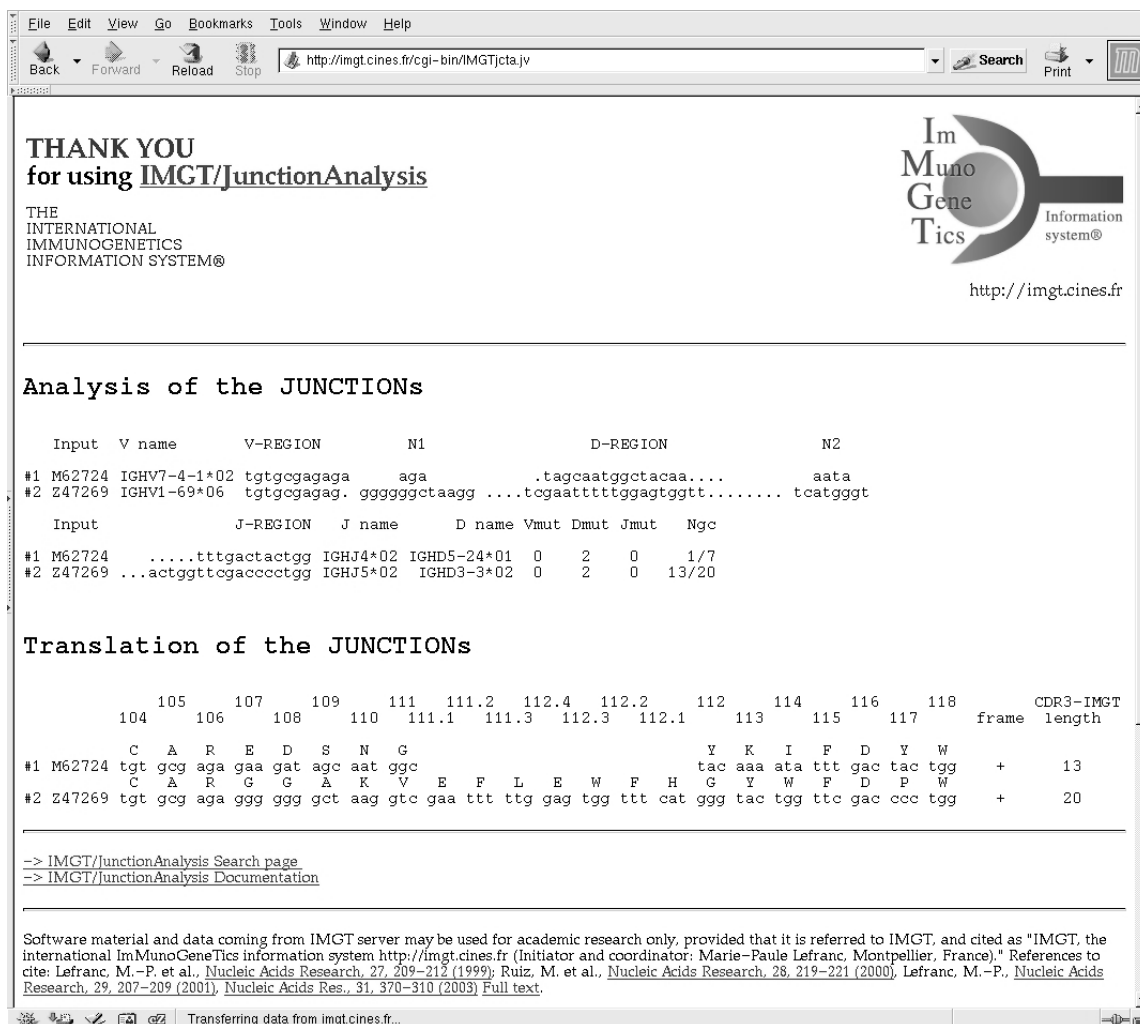 File Edit View Go Bookmarks Tools Window Help
Back Forward Reload Stop http://imgt.cines.fr/cgi-bin/IMGTjcta.jv Search Print
THANK YOU
for using IMGT/JunctionAnalysis
THE
INTERNATIONAL
IMMUNOGENETICS
INFORMATION SYSTEM®
Im
Muno
Gene
Tics
Information
system®
http://imgt.cines.fr
Analysis of the JUNCTIONs
Input V name V-REGION N1 D-REGION N2
#1 M62724 IGHV7-4-1*02 tgtgcgagaga aga .tagcaatggctacaa.... aata
#2 Z47269 IGHV1-69*06 tgtgcgagag. ggggggctaagg ....tcgaatttttggagtggtt........ tcatgggt
Input J-REGION J name D name Vmut Dmut Jmut Ngc
#1 M62724 .....tttgactactgg IGHJ4*02 IGHD5-24*01 0 2 0 1/7
#2 Z47269 ...actggttcgacccctgg IGHJ5*02 IGHD3-3*02 0 2 0 13/20
Translation of the JUNCTIONs
105 107 109 111 111.2 112.4 112.2 112 114 116 118 CDR3-IMGT
104 106 108 110 111.1 111.3 112.3 112.1 113 115 117 frame length
C A R E D S N G Y K I F D Y W
#1 M62724 tgt gcg aga gaa gat agc aat ggc tac aaa ata ttt gac tac tgg + 13
C A R G G A K V E F L E W F H G Y W F D P W
#2 Z47269 tgt gcg aga ggg ggg gct aag gtc gaa ttt ttg gag tgg ttt cat ggg tac tgg ttc gac ccc tgg + 20
-> IMGT/JunctionAnalysis Search page
-> IMGT/JunctionAnalysis Documentation
Software material and data coming from IMGT server may be used for academic research only, provided that it is referred to IMGT, and cited as "IMGT, the
international ImMunoGeneTics information system http://imgt.cines.fr (Initiator and coordinator: Marie-Paule Lefranc, Montpellier, France)." References to
cite: Lefranc, M.-P. et al., Nucleic Acids Research, 27, 209-212 (1999); Ruiz, M. et al., Nucleic Acids Research, 28, 219-221 (2000), Lefranc, M.-P., Nucleic Acids
Research, 29, 207-209 (2001), Nucleic Acids Res., 31, 370-310 (2003) Full text.
Transferring data from imgt.cines.fr...